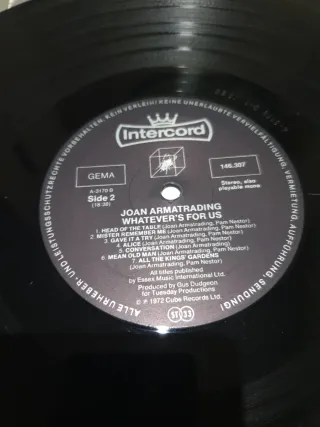 ALLE URHEBER- UND LEISTUNGSSCHUTZRECHTE VORBEHALTEN. KEIN VERLEIH! KEINE UNERLAUBTE VERVIELFÄLTIGUNG, VERMIETUNG, AUFFÜHRUNG, SENDUNG!
Intercord
GEMA
146.307
A-3170 B
Side 2
(18:38)
Stereo, also
playable mono
JOAN ARMATRADING
WHATEVER'S FOR US
1. HEAD OF THE TABLE (Joan Armatrading, Pam Nestor)
2. MISTER REMEMBER ME (Joan Armatrading, Pam Nestor)
3. GAVE IT A TRY (Joan Armatrading, Pam Nestor)
4. ALICE (Joan Armatrading)
5. CONVERSATION (Joan Armatrading)
6. MEAN OLD MAN (Joan Armatrading, Pam Nestor)
7. ALL THE KINGS' GARDENS
(Joan Armatrading, Pam Nestor)
All titles published
by Essex Music International Ltd.
Produced by Gus Dudgeon
for Tuesday Productions
℗ 1972 Cube Records Ltd.
ST 33